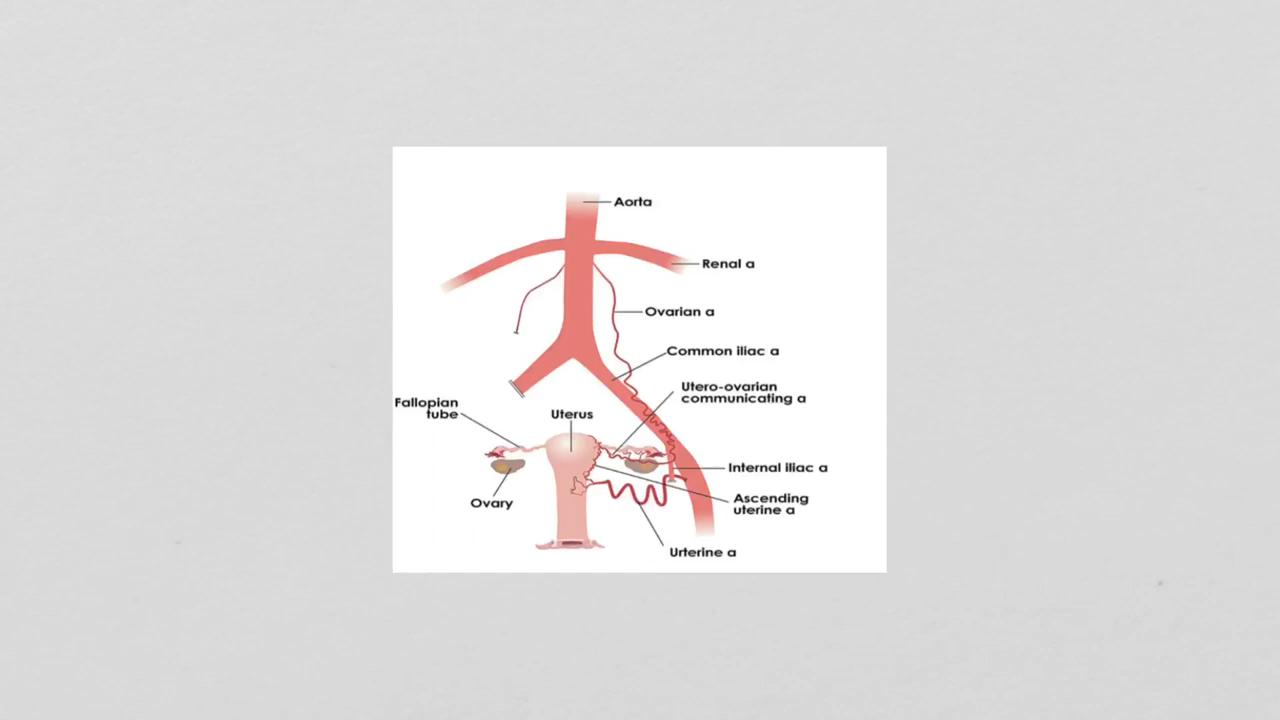 Aorta
Renal a
Ovarian a
Common iliac a
Utero-ovarian
communicating a
Fallopian
tube
Uterus
Internal iliac a
Ovary
Ascending
uterine a
Urterine a